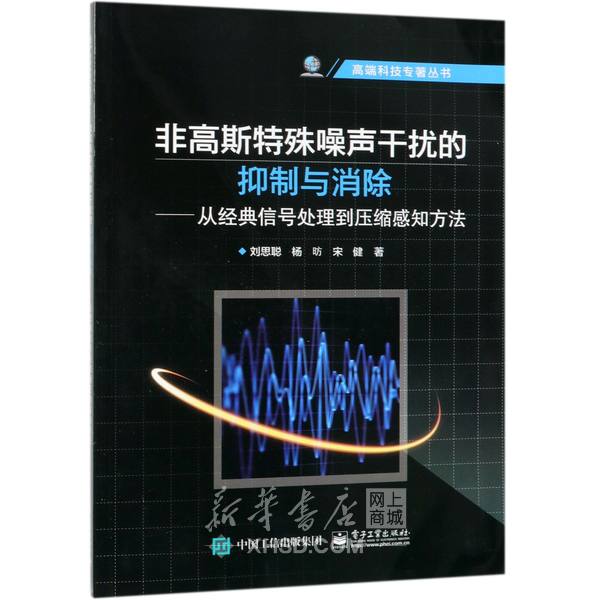 高端科技专著丛书
非高斯特殊噪声干扰的
抑制与消除
——从经典信号处理到压缩感知方法
◆刘思聪 杨昉 宋健 著
新华书店
网上
商城
XHSD.COM
中国工信出版集团
电子工业出版社